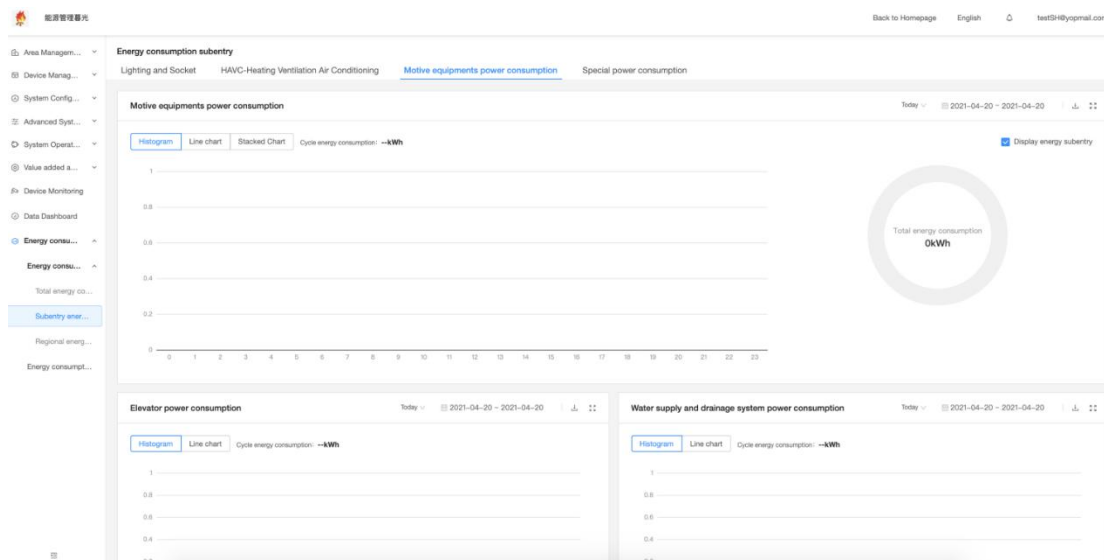 能源管理暮光
Back to Homepage English testSH@yopmail.com
Area Managem...
Device Manag...
System Config...
Advanced Syst...
System Operat...
Value added a...
Device Monitoring
Data Dashboard
Energy consu...
Energy consu...
Total energy co...
Subentry ener...
Regional energ...
Energy consumpt...
Energy consumption subentry
Lighting and Socket HAVC-Heating Ventilation Air Conditioning Motive equipments power consumption Special power consumption
Motive equipments power consumption Today 2021-04-20 ~ 2021-04-20
Histogram Line chart Stacked Chart Cycle energy consumption: --kWh Display energy subentry
1
0.8
0.6
0.4
0.2
0
0 1 2 3 4 5 6 7 8 9 10 11 12 13 14 15 16 17 18 19 20 21 22 23
Total energy consumption
0kWh
Elevator power consumption Today 2021-04-20 ~ 2021-04-20
Histogram Line chart Cycle energy consumption: --kWh
1
0.8
0.6
0.4
Water supply and drainage system power consumption Today 2021-04-20 ~ 2021-04-20
Histogram Line chart Cycle energy consumption: --kWh
1
0.8
0.6
0.4